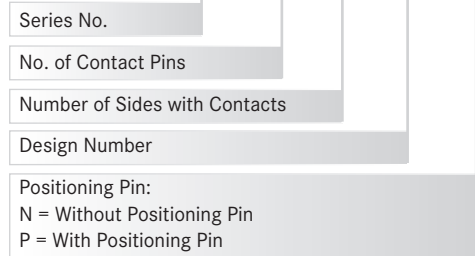 Series No.
No. of Contact Pins
Number of Sides with Contacts
Design Number
Positioning Pin:
N = Without Positioning Pin
P = With Positioning Pin